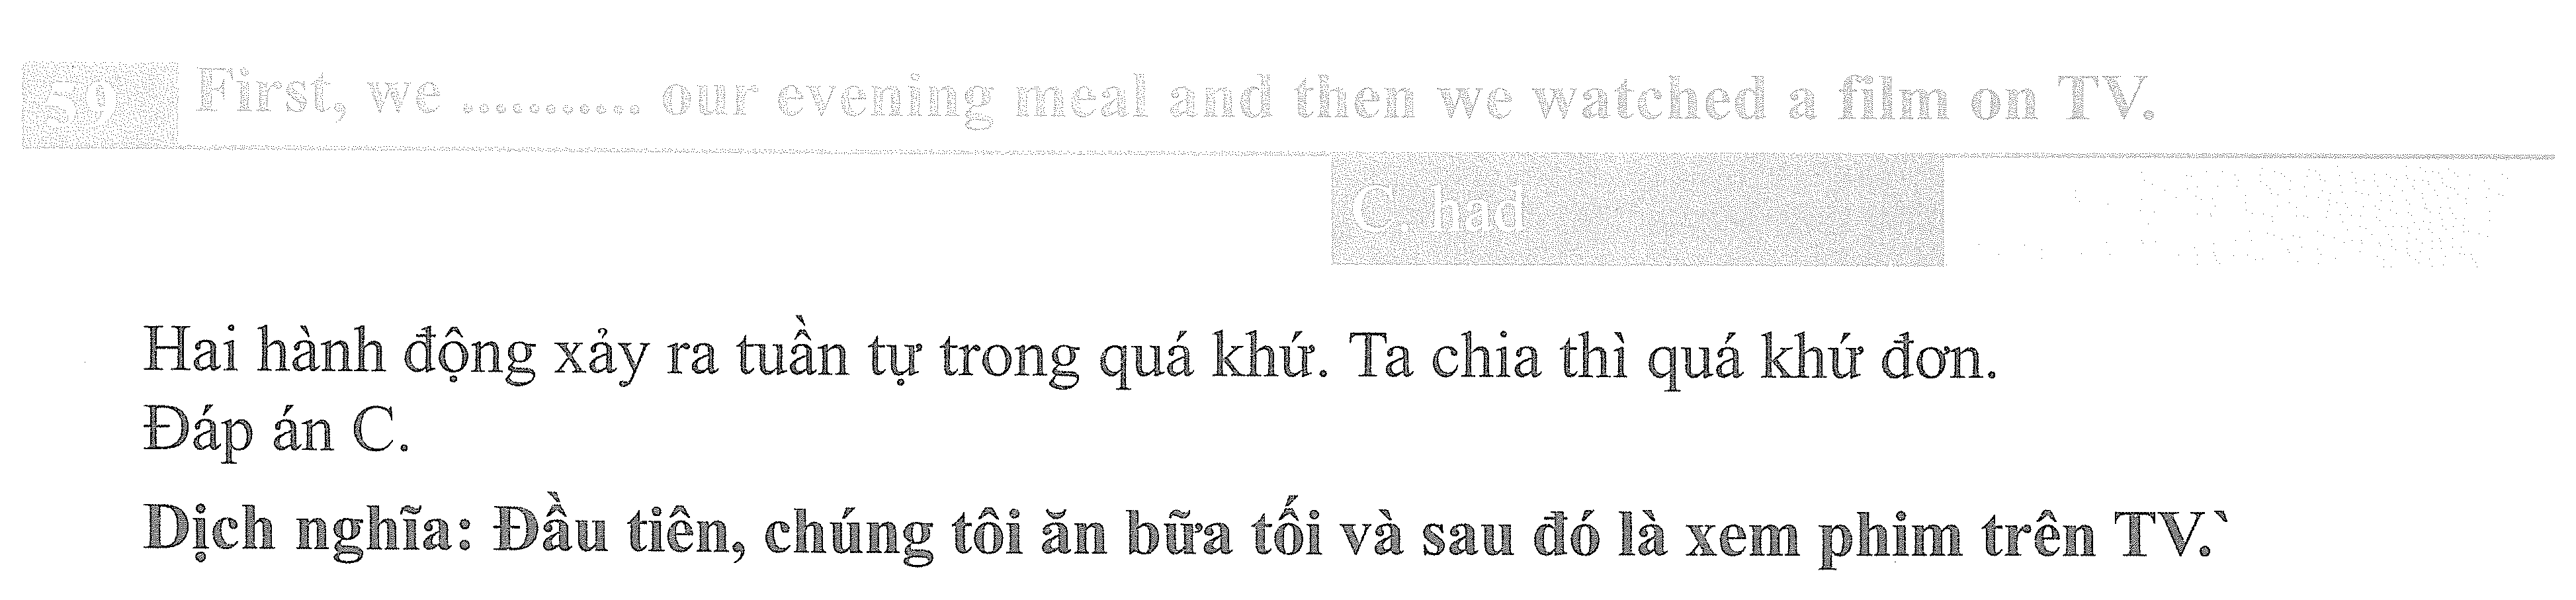 59 First, we ........... our evening meal and then we watched a film on TV.
C. had
Hai hành động xảy ra tuần tự trong quá khứ. Ta chia thì quá khứ đơn.
Đáp án C.
Dịch nghĩa: Đầu tiên, chúng tôi ăn bữa tối và sau đó là xem phim trên TV.`